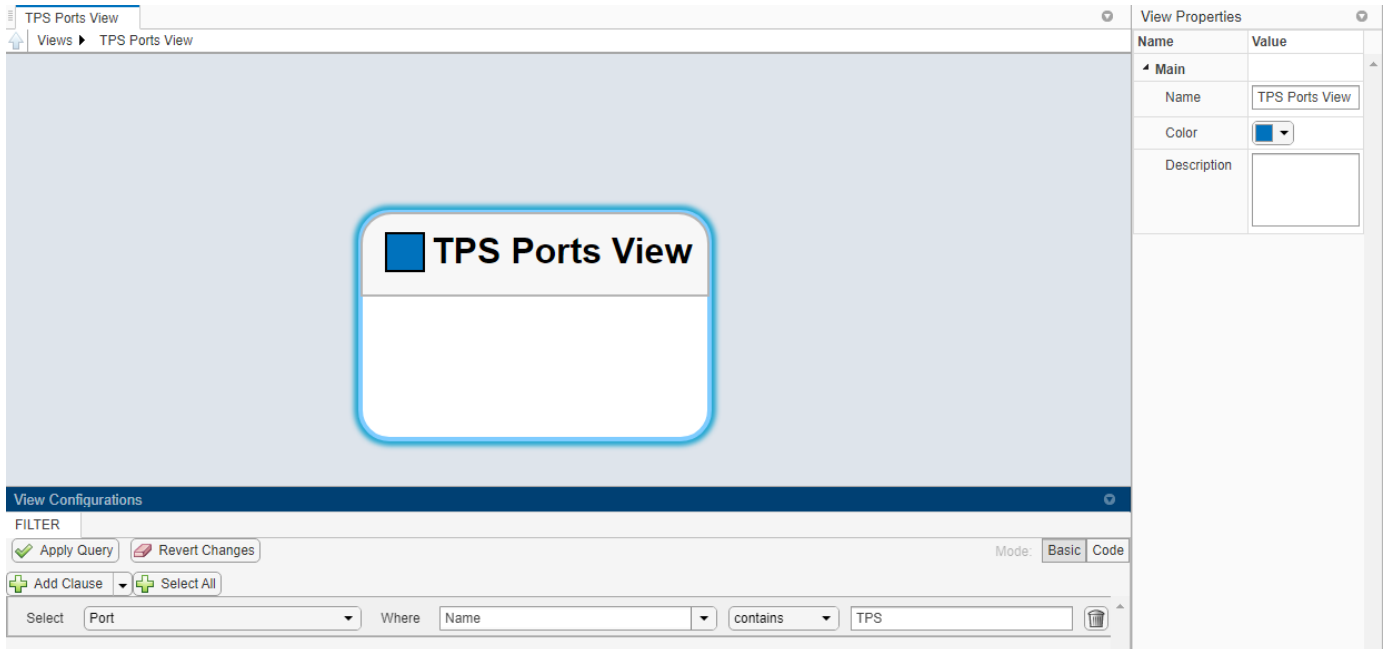 TPS Ports View
Views TPS Ports View
TPS Ports View
View Configurations
FILTER
Apply Query Revert Changes Mode: Basic Code
Add Clause Select All
Select Port Where Name contains TPS
View Properties
Name Value
Main
Name TPS Ports View
Color
Description